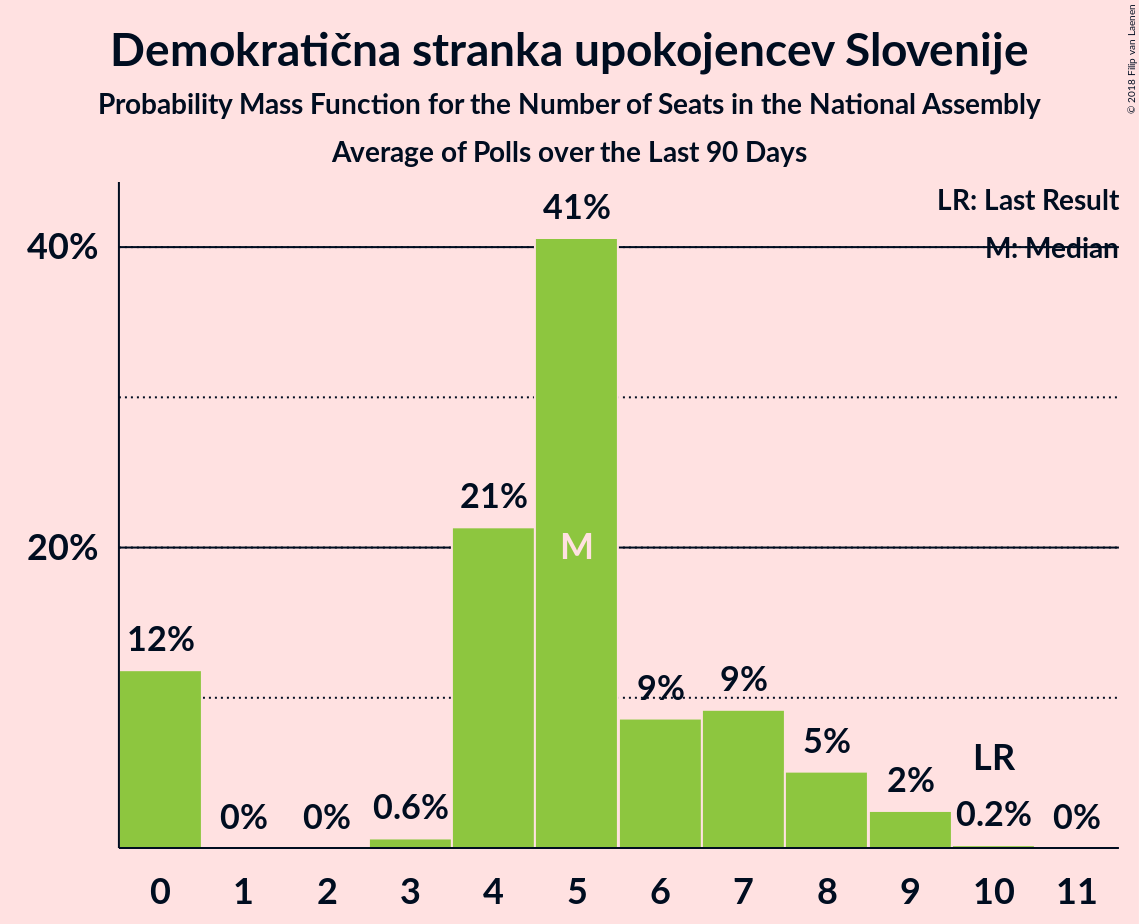 Demokratična stranka upokojencev Slovenije
Probability Mass Function for the Number of Seats in the National Assembly
Average of Polls over the Last 90 Days
© 2018 Filip van Laenen
LR: Last Result
M: Median
40%
20%
12%
0%
0%
0.6%
21%
41%
M
9%
9%
5%
2%
LR
0.2%
0%
0 1 2 3 4 5 6 7 8 9 10 11